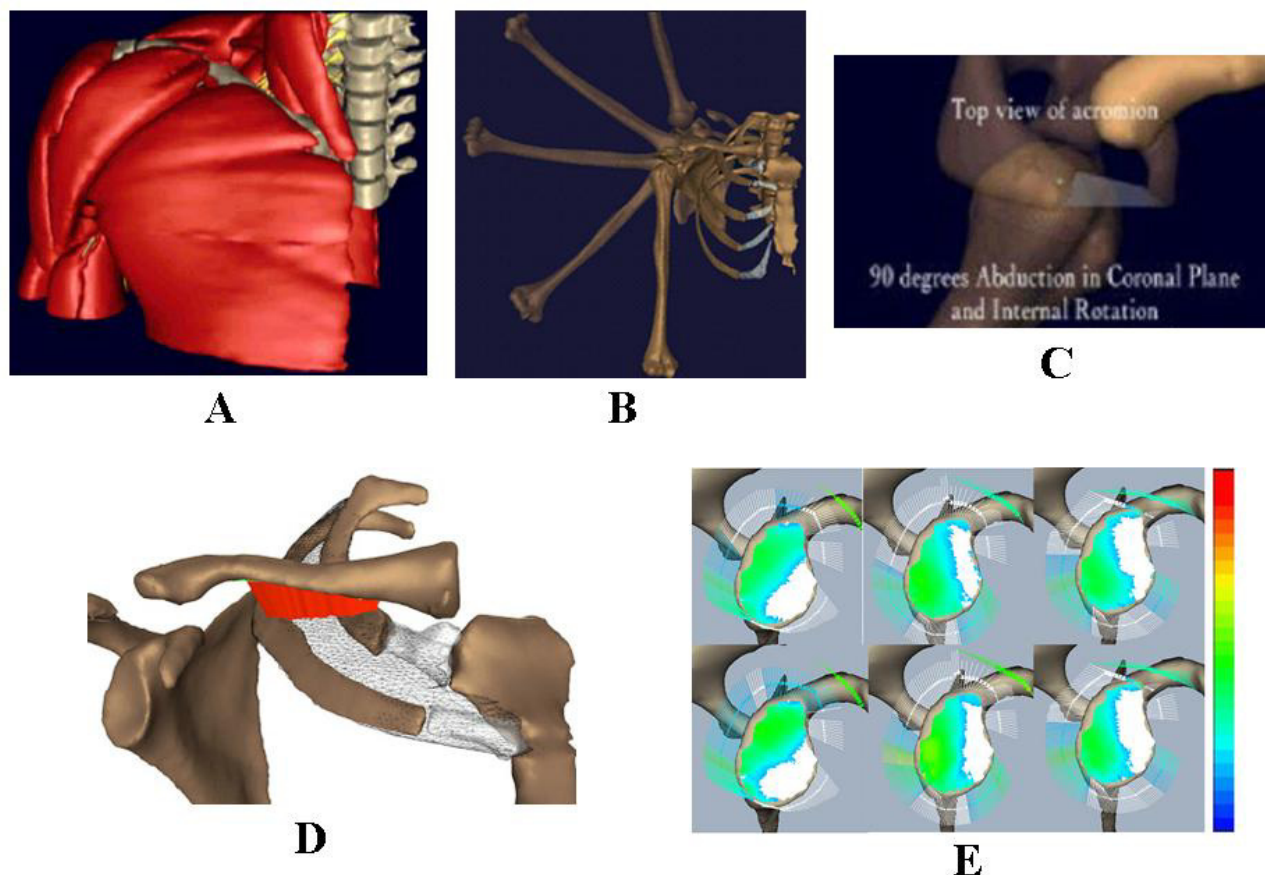 A
B
Top view of acromion
90 degrees Abduction in Coronal Plane
and Internal Rotation
C
D
E